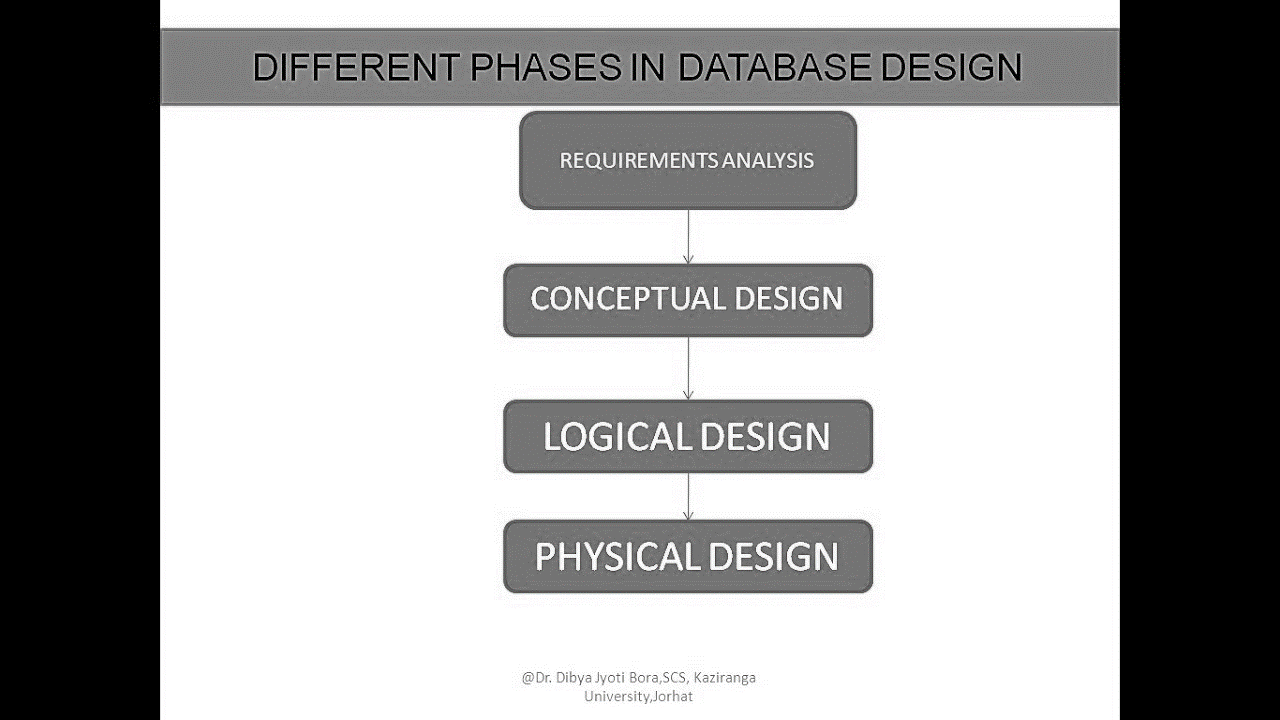 DIFFERENT PHASES IN DATABASE DESIGN
REQUIREMENTS ANALYSIS
CONCEPTUAL DESIGN
LOGICAL DESIGN
PHYSICAL DESIGN
@Dr. Dibya Jyoti Bora,SCS, Kaziranga
University,Jorhat